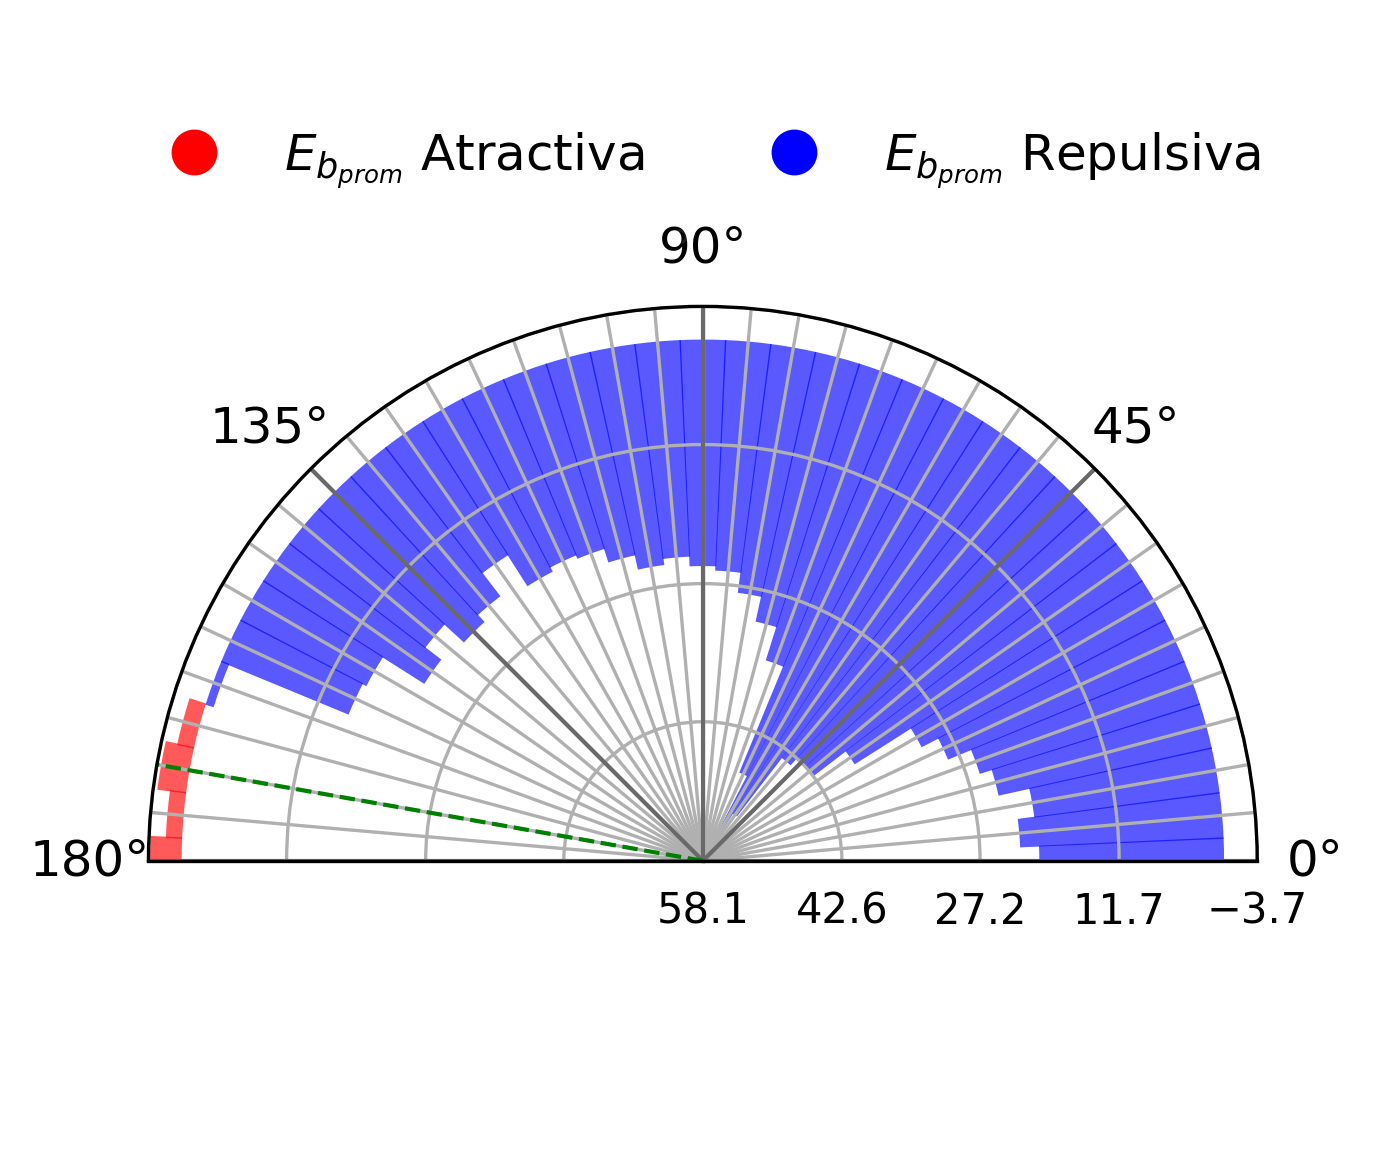 E_{b_{prom}} Atractiva E_{b_{prom}} Repulsiva
90°
135° 45°
180° 0°
58.1 42.6 27.2 11.7 −3.7